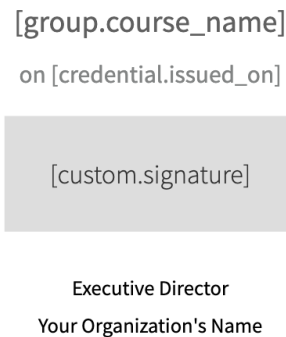 [group.course_name]
on [credential.issued_on]
[custom.signature]
Executive Director
Your Organization's Name